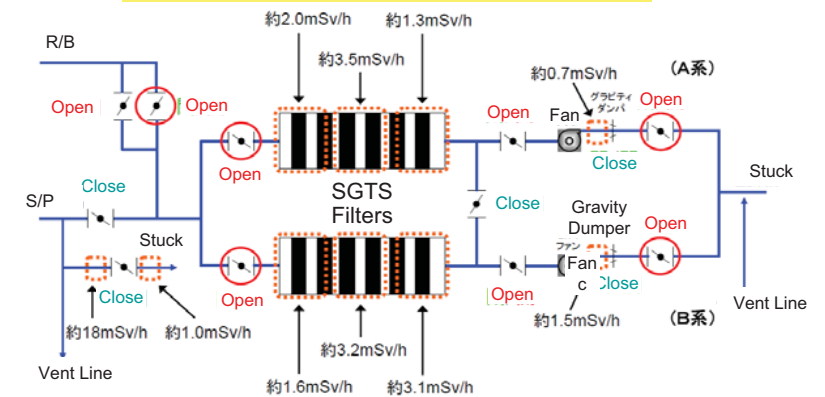 約2.0mSv/h
約1.3mSv/h
R/B
約3.5mSv/h
約0.7mSv/h
(A系)
グラビティ
ダンパ
Open
Open
Open
Fan
Open
Close
Open
Stuck
S/P
Close
SGTS
Filters
Close
Stuck
Gravity
Dumper
Open
ファン
Fan
c
Close
Close
Open
Open
Vent Line
約18mSv/h
約1.0mSv/h
約1.5mSv/h
(B系)
約3.2mSv/h
Vent Line
約1.6mSv/h
約3.1mSv/h